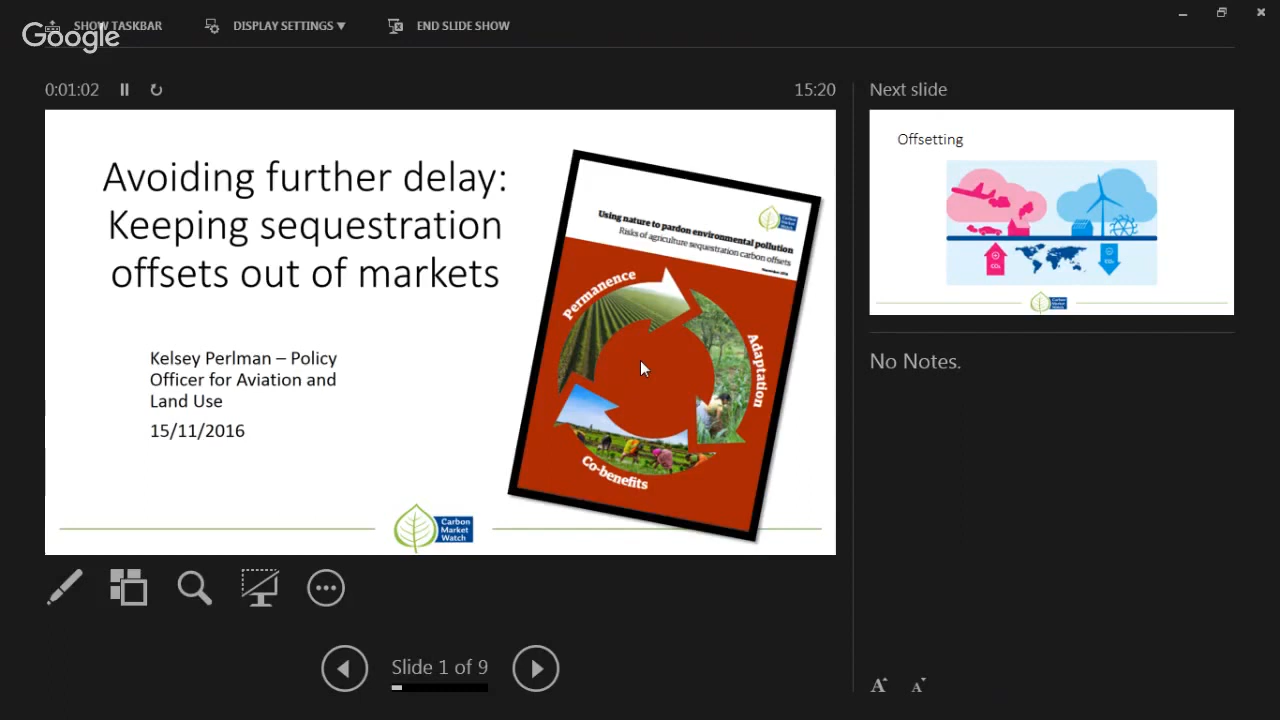 SHOW TASKBAR
DISPLAY SETTINGS ▼
END SLIDE SHOW
Google
0:01:02
15:20
Next slide
Avoiding further delay:
Keeping sequestration
offsets out of markets
Kelsey Perlman – Policy
Officer for Aviation and
Land Use
15/11/2016
Using nature to pardon environmental pollution
Risks of agriculture sequestration carbon offsets
Permanence
Adaptation
Co-benefits
Carbon
Market
Watch
Offsetting
No Notes.
Slide 1 of 9
A
A